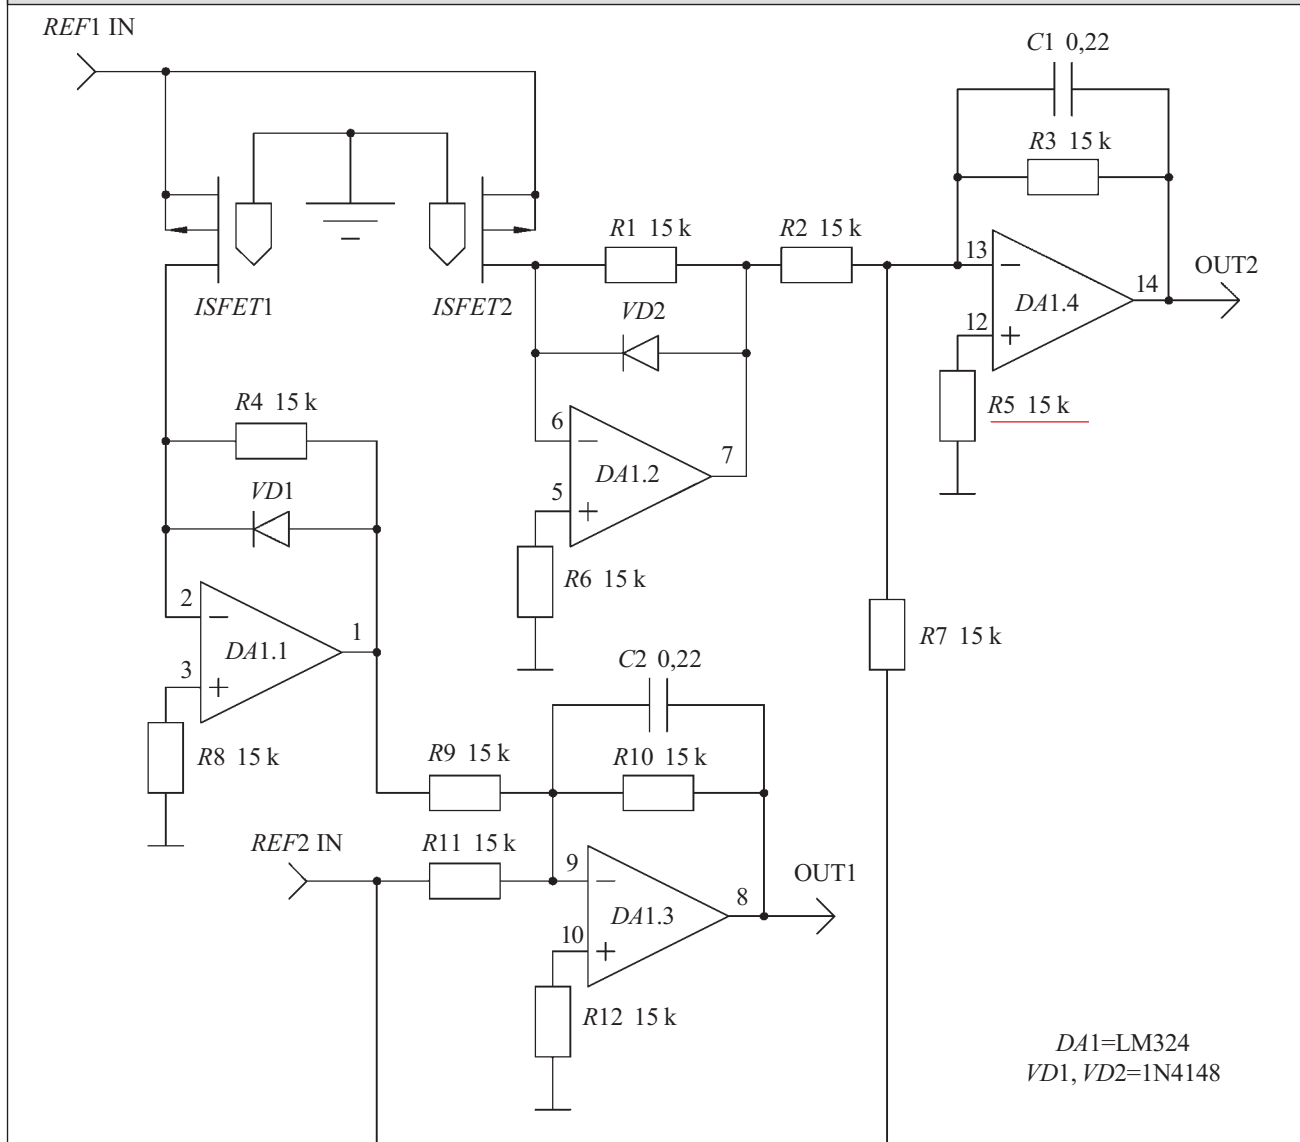 REF1 IN
C1 0,22
R3 15 k
R1 15 k
R2 15 k
13
−
OUT2
14
DA1.4
ISFET1
ISFET2
VD2
12
+
R4 15 k
R5 15 k
6
−
7
VD1
DA1.2
5
+
R6 15 k
2
−
1
R7 15 k
DA1.1
C2 0,22
3
+
R8 15 k
R9 15 k
R10 15 k
REF2 IN
R11 15 k
9
−
OUT1
8
DA1.3
10
+
R12 15 k
DA1=LM324
VD1, VD2=1N4148